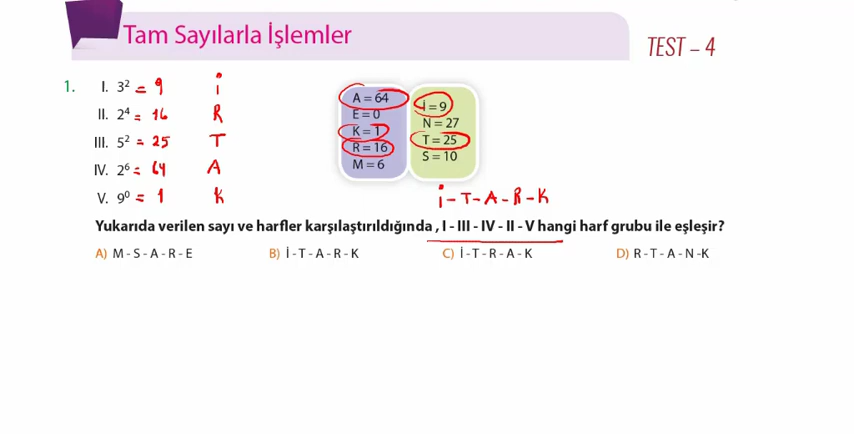 Tam Sayılarla İşlemler
TEST – 4
1. I. 3² = 9 İ
II. 2⁴ = 16 R
III. 5² = 25 T
IV. 2⁶ = 64 A
V. 9⁰ = 1 K
A = 64
E = 0
K = 1
R = 16
M = 6
İ = 9
N = 27
T = 25
S = 10
İ - T - A - R - K
Yukarıda verilen sayı ve harfler karşılaştırıldığında , I - III - IV - II - V hangi harf grubu ile eşleşir?
A) M - S - A - R - E B) İ - T - A - R - K C) İ - T - R - A - K D) R - T - A - N -K